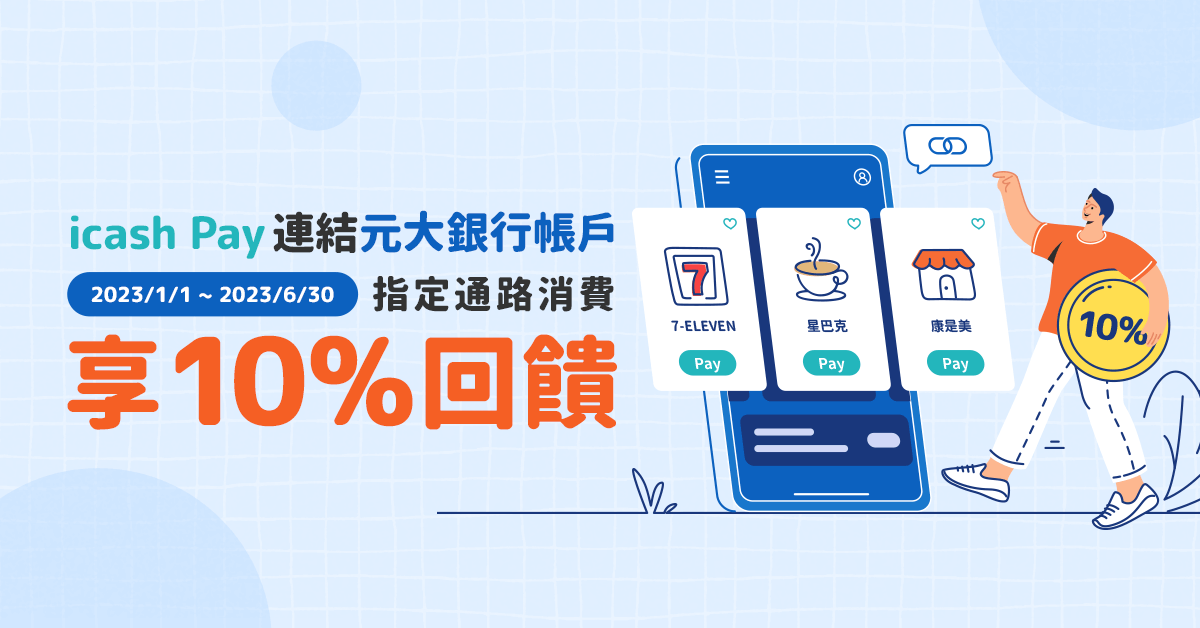 icash Pay 連結元大銀行帳戶
2023/1/1 ~ 2023/6/30 指定通路消費
享10%回饋
7
7-ELEVEN
Pay
星巴克
Pay
康是美
Pay
10%